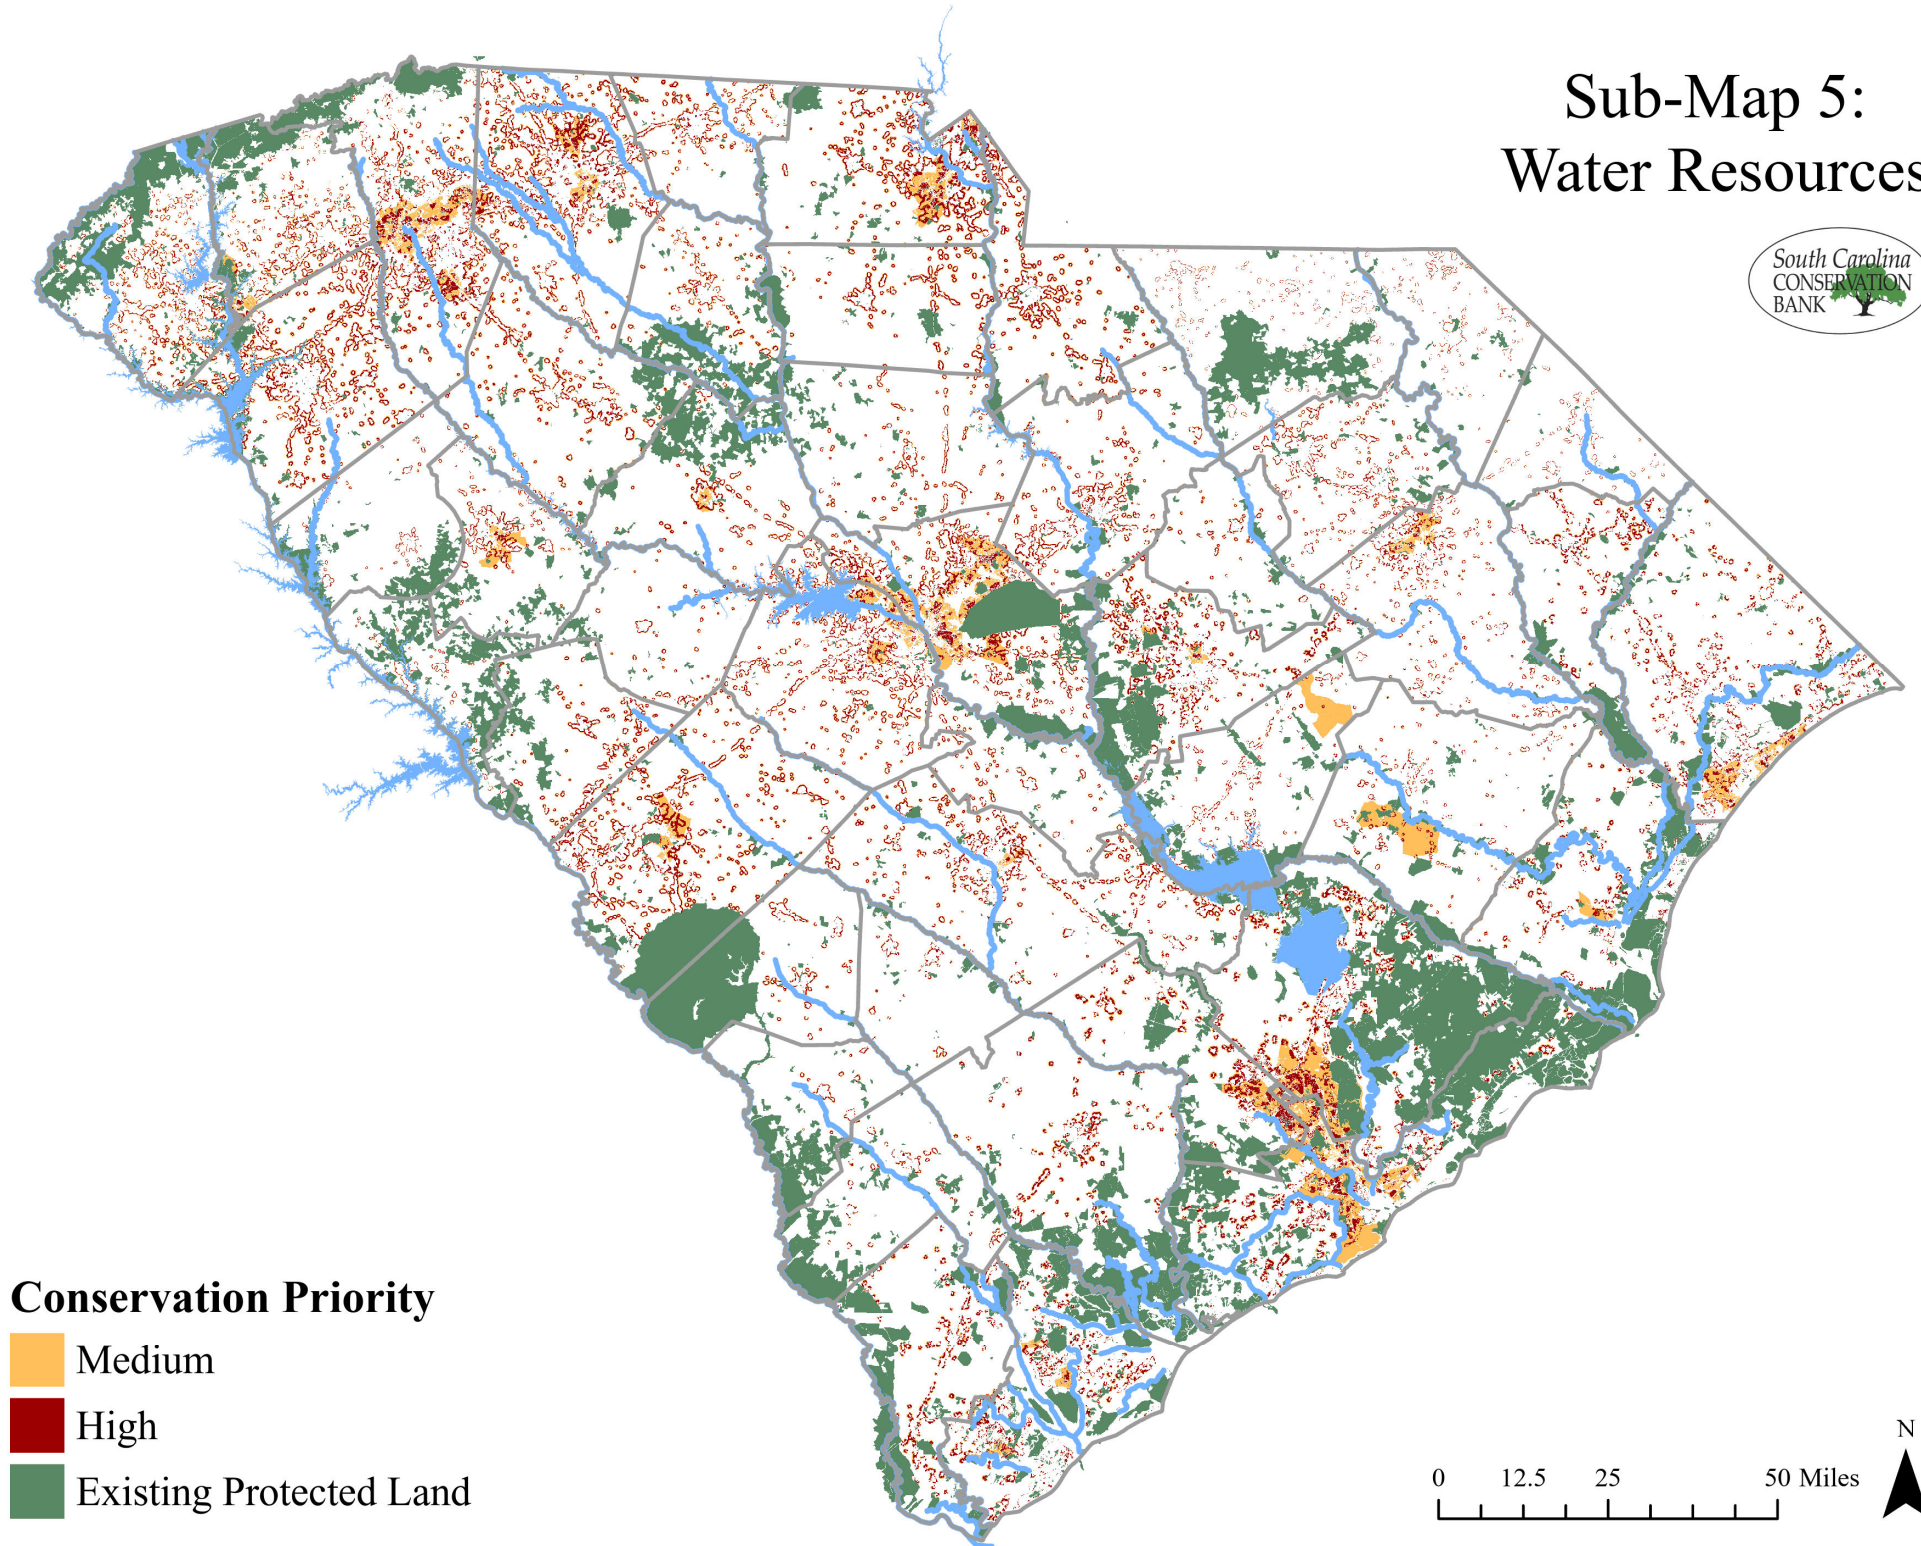 Sub-Map 5:
Water Resources
South Carolina
CONSERVATION
BANK
Conservation Priority
Medium
High
Existing Protected Land
N
0 12.5 25 50 Miles